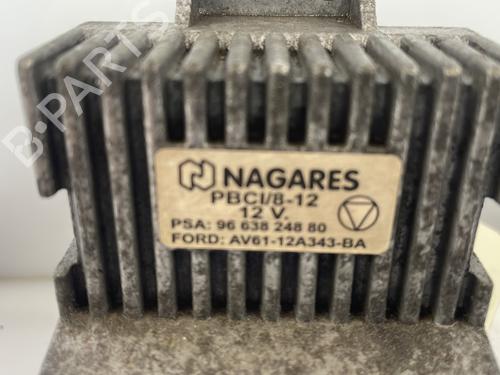 B-PARTS
NAGARES
PBCI/8-12
12 V.
PSA: 96 638 248 80
FORD: AV61-12A343-BA